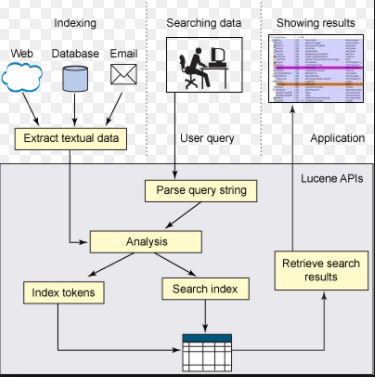 Indexing
Searching data
Showing results
Web
Database
Email
Extract textual data
User query
Application
Lucene APIs
Parse query string
Analysis
Index tokens
Search index
Retrieve search
results